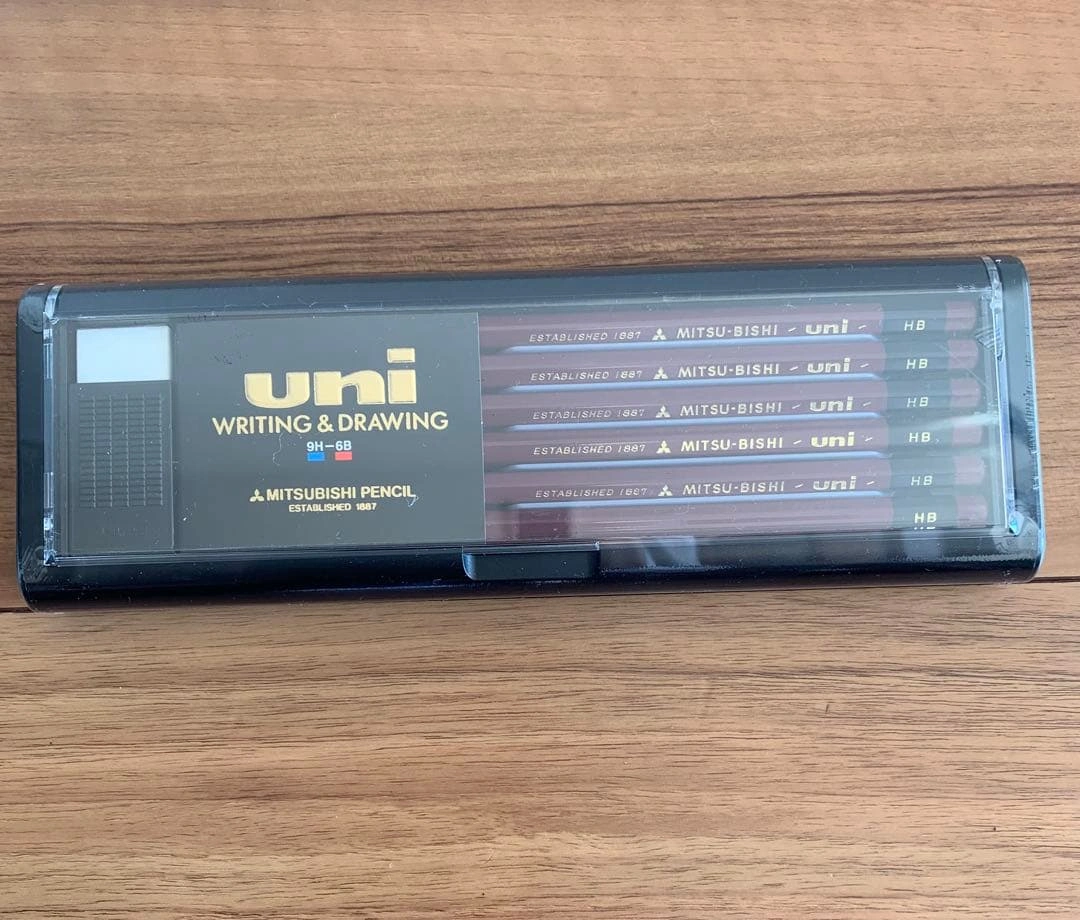 uni
WRITING & DRAWING
9H–6B
MITSUBISHI PENCIL
ESTABLISHED 1887
ESTABLISHED 1887 MITSU-BISHI - uni - HB
ESTABLISHED 1887 MITSU-BISHI - uni - HB
ESTABLISHED 1887 MITSU-BISHI - uni - HB
ESTABLISHED 1887 MITSU-BISHI - uni - HB
ESTABLISHED 1887 MITSU-BISHI - uni - HB
HB